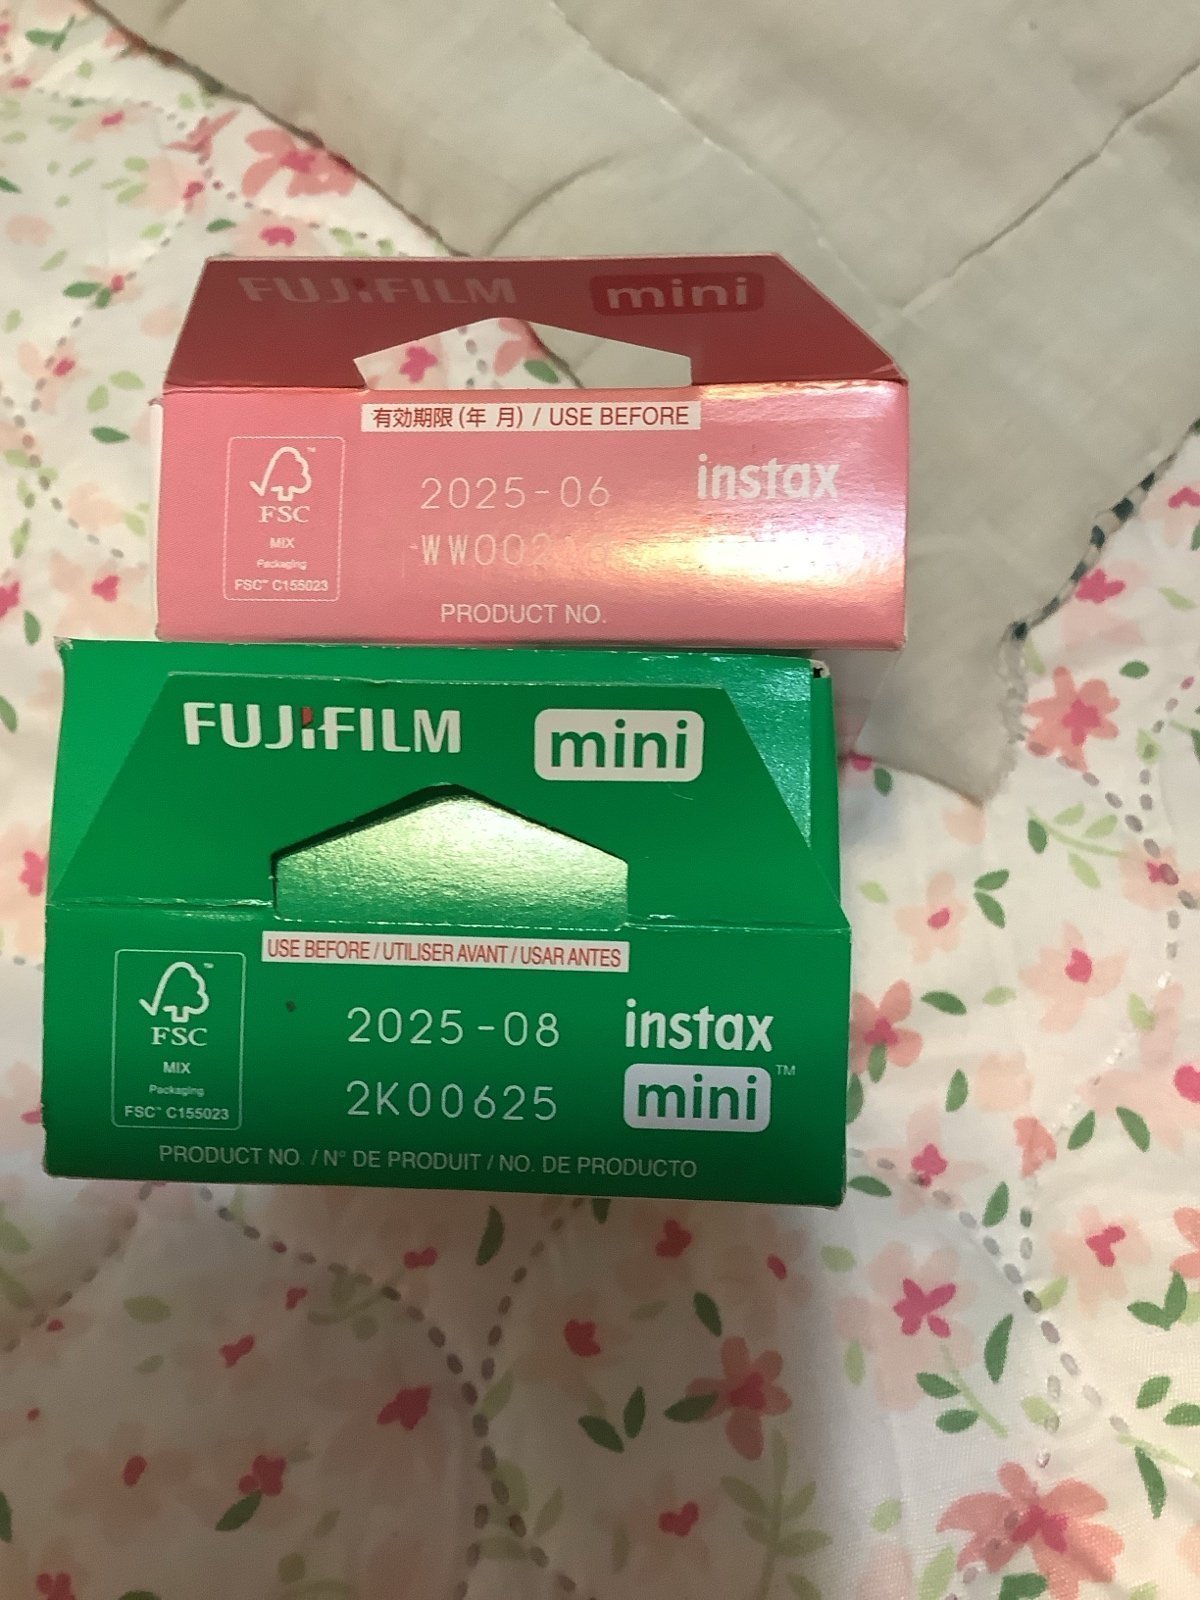 FUJIFILM mini
有効期限(年 月) / USE BEFORE
FSC™
MIX
Packaging
FSC™ C155023
2025-06
instax
PRODUCT NO.
FUJIFILM mini
USE BEFORE / UTILISER AVANT / USAR ANTES
FSC™
MIX
Packaging
FSC™ C155023
2025-08
2K00625
instax
mini™
PRODUCT NO. / N° DE PRODUIT / NO. DE PRODUCTO